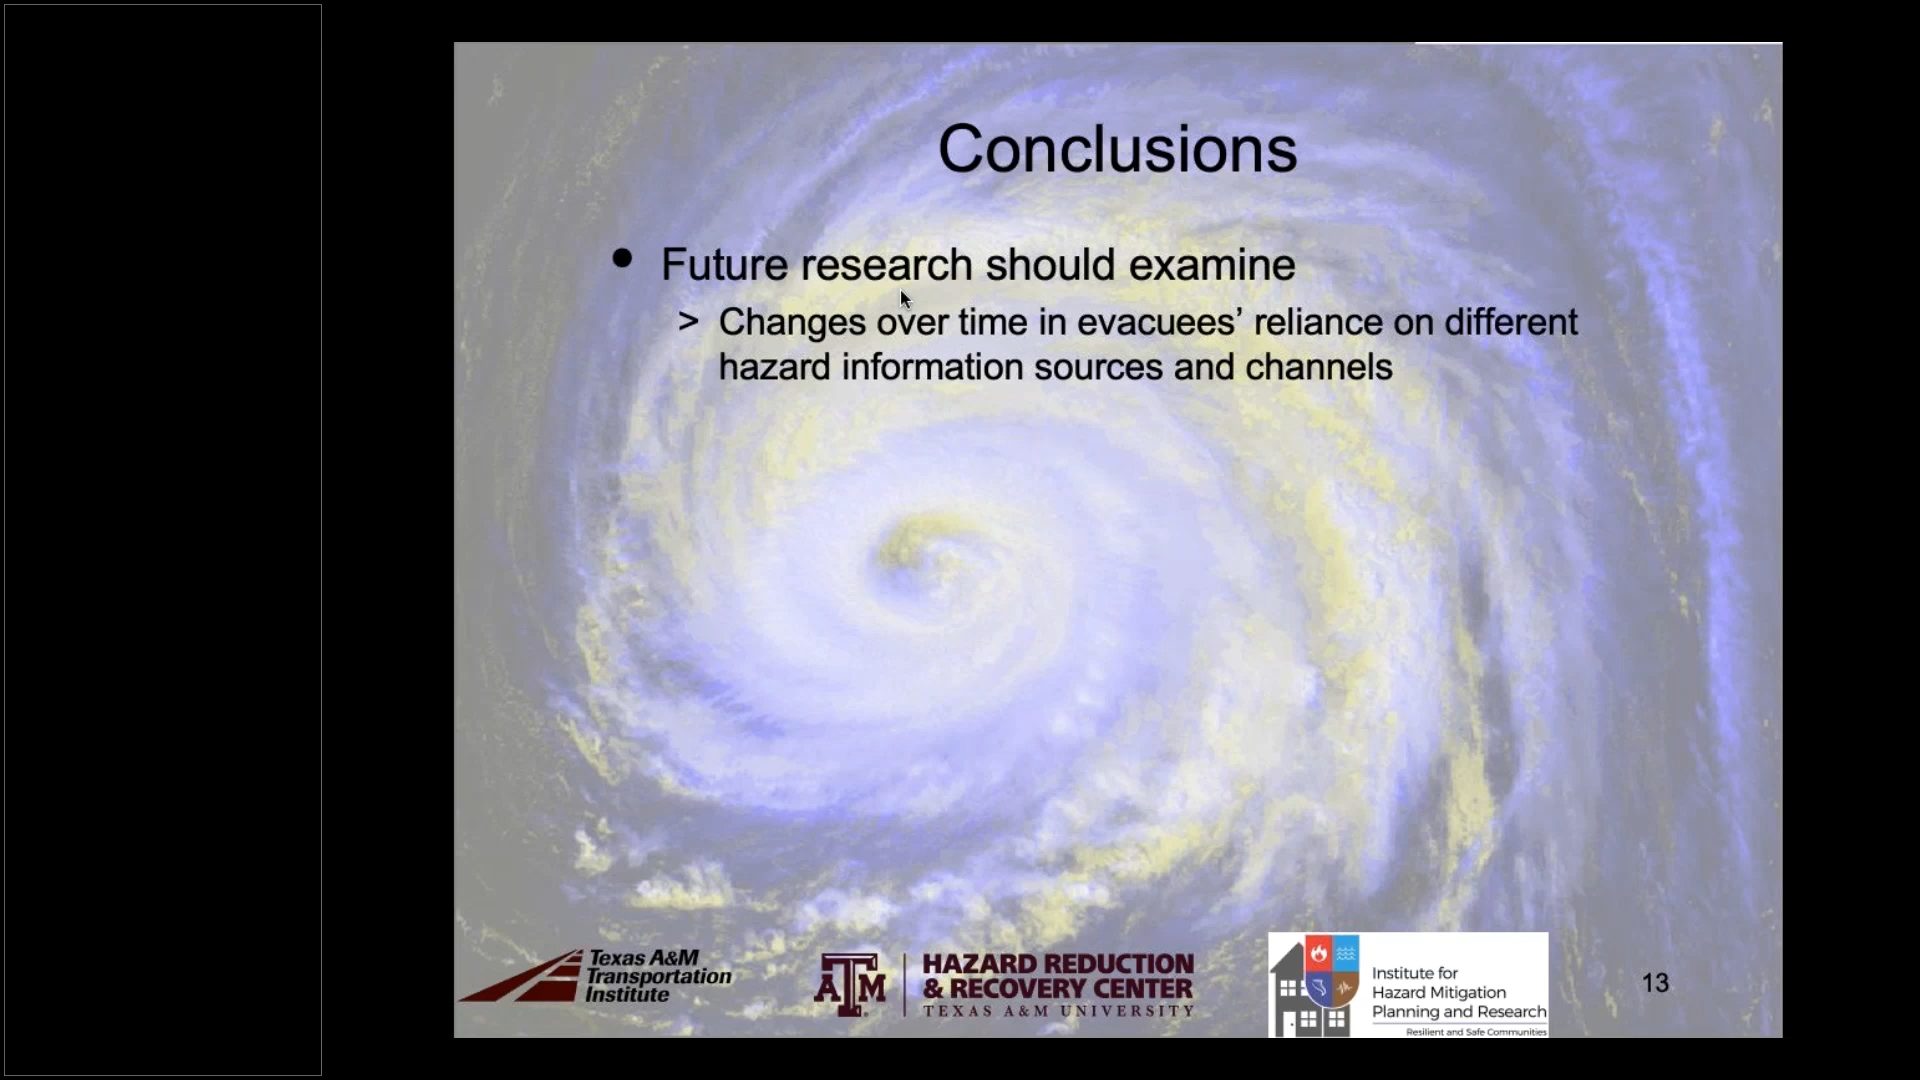 Conclusions
● Future research should examine
> Changes over time in evacuees’ reliance on different
hazard information sources and channels
Texas A&M
Transportation
Institute
ATM
HAZARD REDUCTION
& RECOVERY CENTER
TEXAS A&M UNIVERSITY
Institute for
Hazard Mitigation
Planning and Research
Resilient and Safe Communities
13